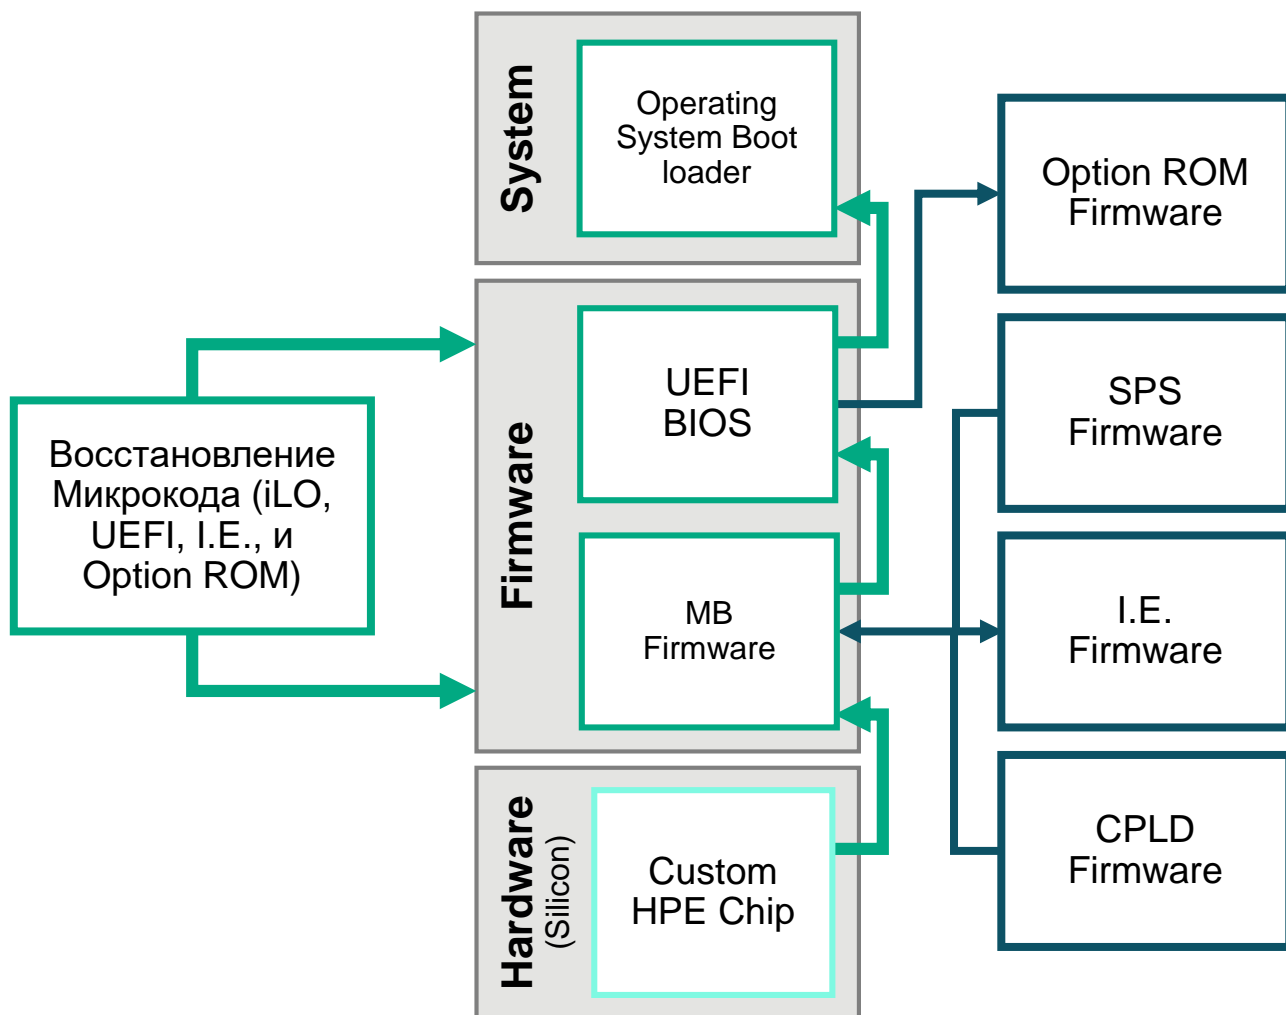 System
Operating
System Boot
loader
Option ROM
Firmware
Firmware
UEFI
BIOS
SPS
Firmware
Восстановление
Микрокода (iLO,
UEFI, I.E., и
Option ROM)
MB
Firmware
I.E.
Firmware
Hardware
(Silicon)
Custom
HPE Chip
CPLD
Firmware